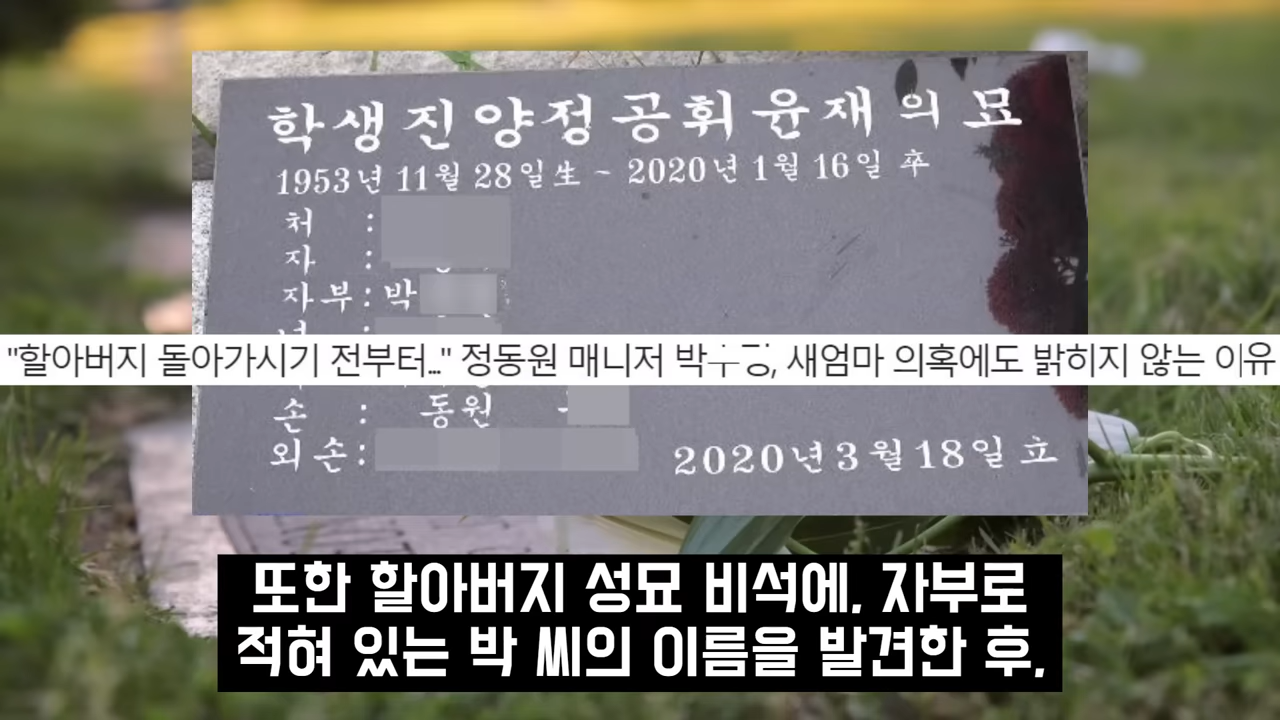 학생진양정공휘윤재의묘
1953년 11월 28일生 ~ 2020년 1월 16일 卒
처 :
자 :
자부 : 박
"할아버지 돌아가시기 전부터..." 정동원 매니저 박수정, 새엄마 의혹에도 밝히지 않는 이유
손 : 동원
외손 :
2020년 3월 18일 立
또한 할아버지 성묘 비석에, 자부로
적혀 있는 박 씨의 이름을 발견한 후,